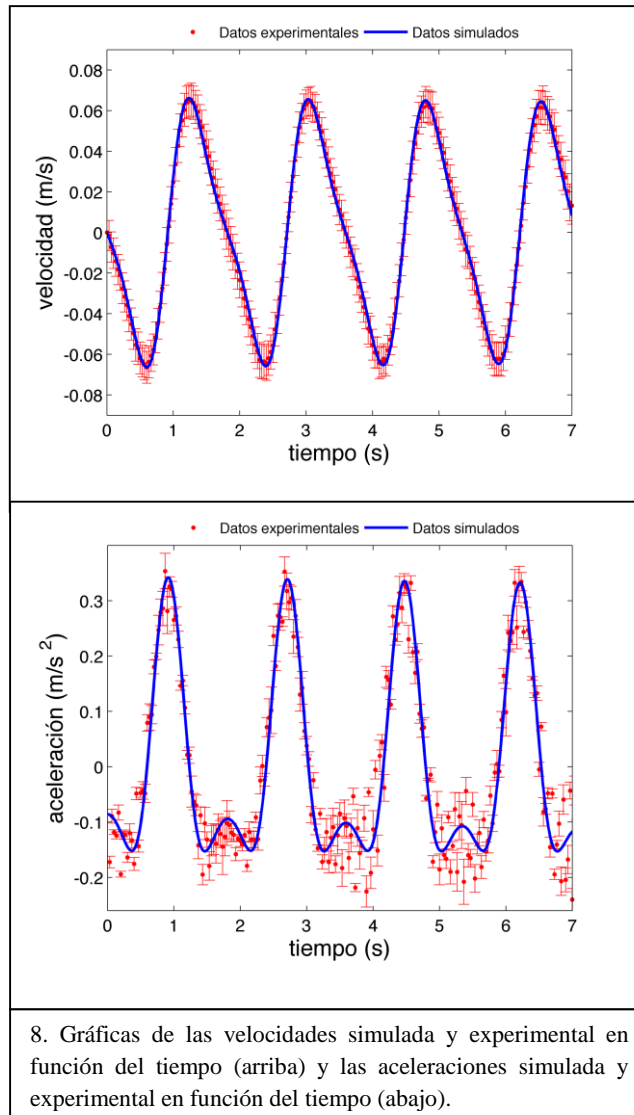 Datos experimentales Datos simulados
0.08
0.06
0.04
0.02
0
-0.02
-0.04
-0.06
-0.08
velocidad (m/s)
0 1 2 3 4 5 6 7
tiempo (s)
Datos experimentales Datos simulados
0.3
0.2
0.1
0
-0.1
-0.2
aceleración (m/s ²)
0 1 2 3 4 5 6 7
tiempo (s)
8. Gráficas de las velocidades simulada y experimental en
función del tiempo (arriba) y las aceleraciones simulada y
experimental en función del tiempo (abajo).